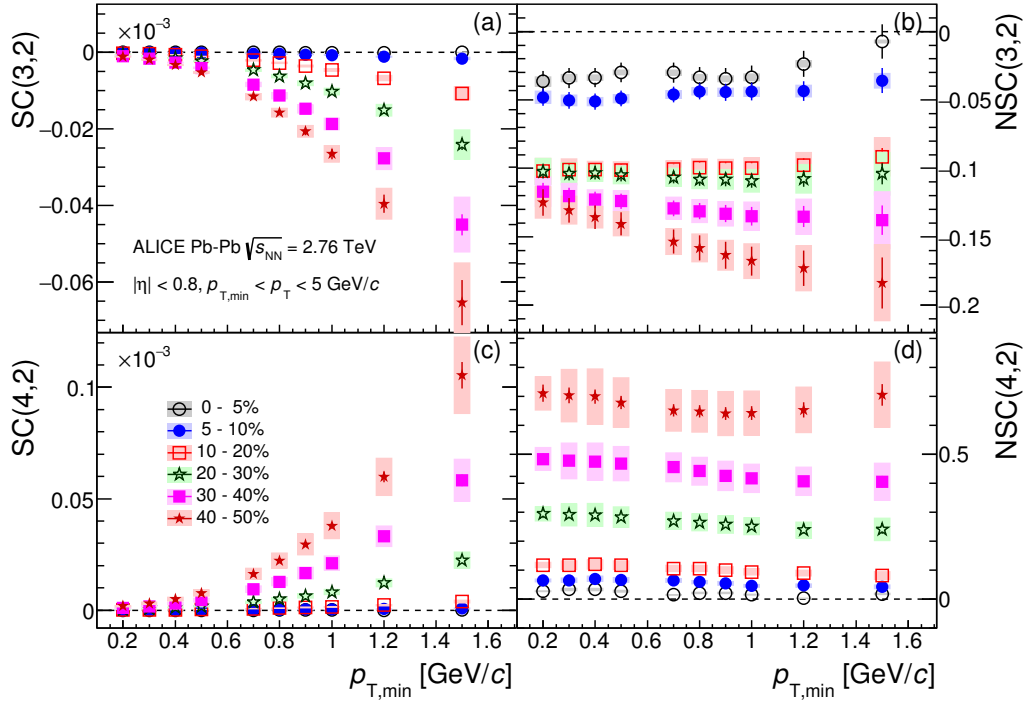 ×10⁻³
(a)
(b)
SC(3,2)
NSC(3,2)
0
−0.02
−0.04
−0.06
0
−0.05
−0.1
−0.15
−0.2
ALICE Pb-Pb √sNN = 2.76 TeV
|η| < 0.8, pT,min < pT < 5 GeV/c
×10⁻³
(c)
(d)
SC(4,2)
NSC(4,2)
0.1
0.05
0
0.5
0
0 - 5%
5 - 10%
10 - 20%
20 - 30%
30 - 40%
40 - 50%
0.2 0.4 0.6 0.8 1 1.2 1.4 1.6
0.2 0.4 0.6 0.8 1 1.2 1.4 1.6
pT,min [GeV/c]
pT,min [GeV/c]